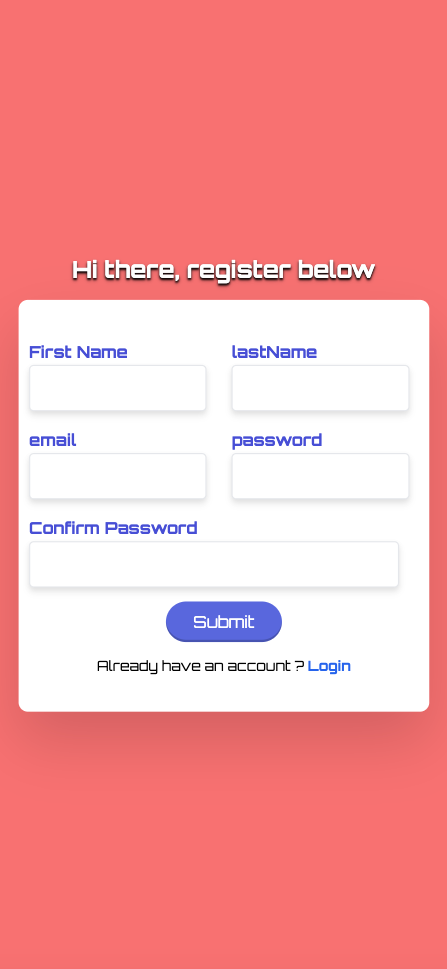 Hi there, register below
First Name lastName
email password
Confirm Password
Submit
Already have an account ? Login